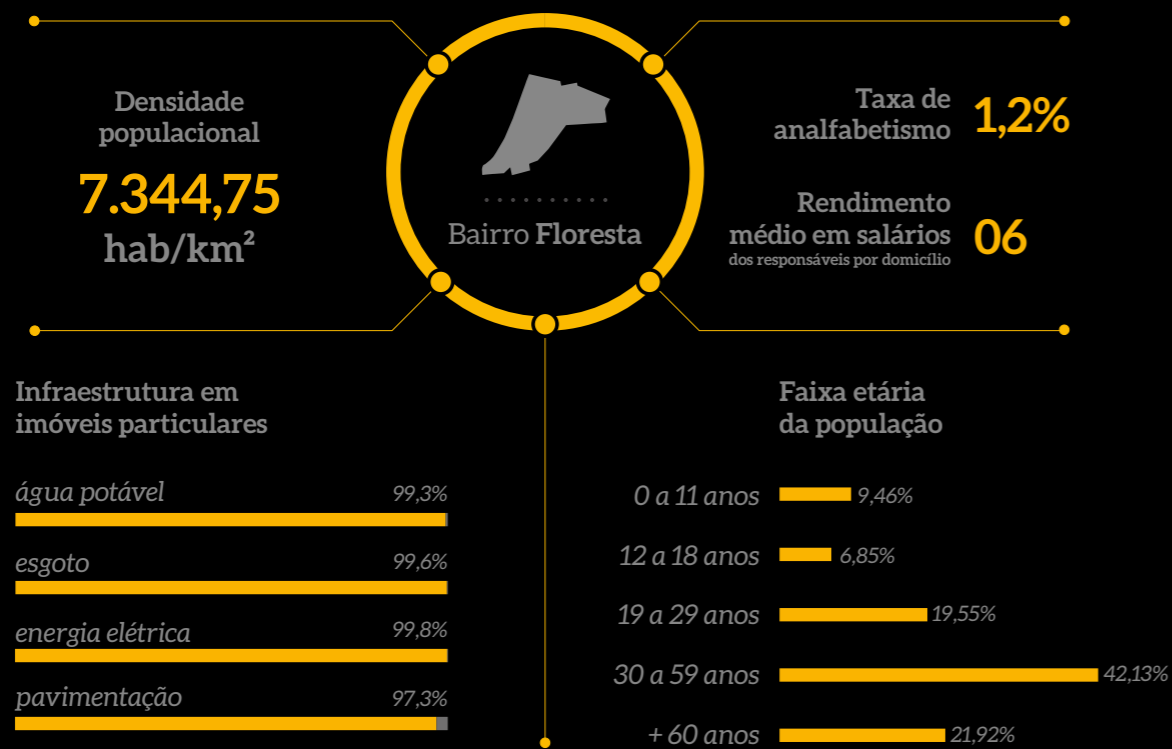 Densidade
populacional
7.344,75
hab/km²
Bairro Floresta
Taxa de
analfabetismo
1,2%
Rendimento
médio em salários
dos responsáveis por domicílio
06
Infraestrutura em
imóveis particulares
água potável 99,3%
esgoto 99,6%
energia elétrica 99,8%
pavimentação 97,3%
Faixa etária
da população
0 a 11 anos 9,46%
12 a 18 anos 6,85%
19 a 29 anos 19,55%
30 a 59 anos 42,13%
+ 60 anos 21,92%